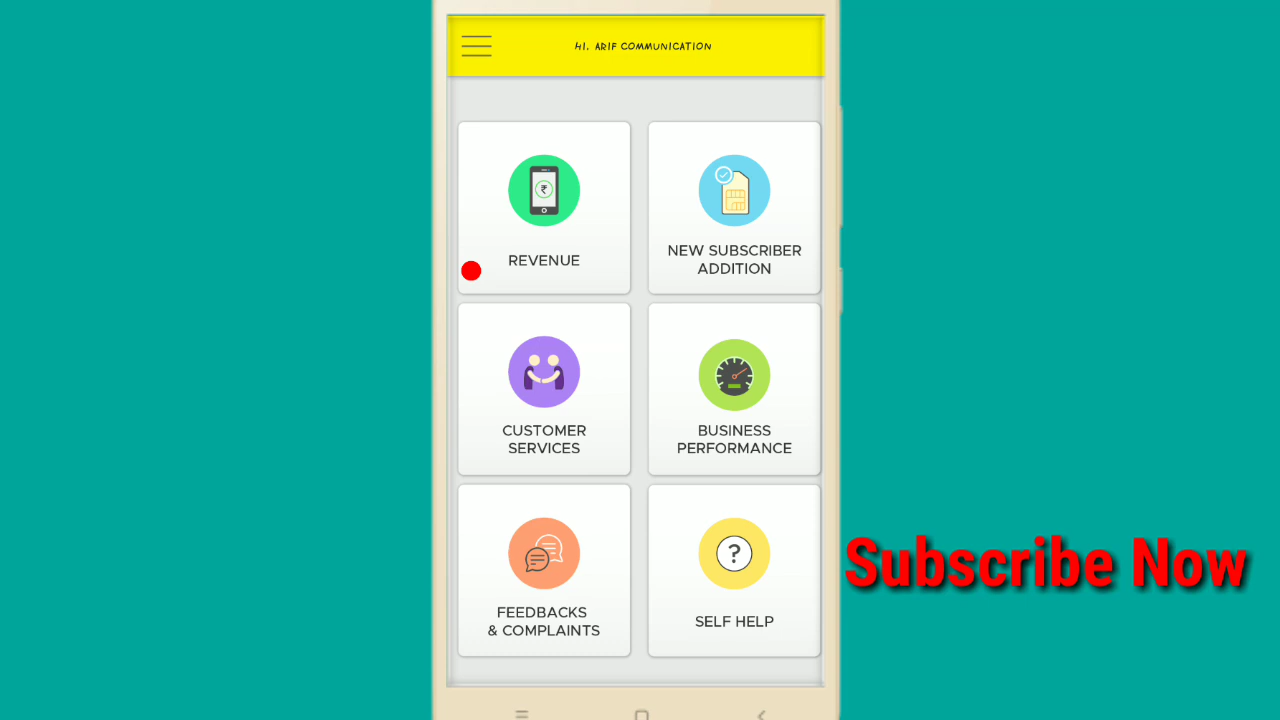 HI, ARIF COMMUNICATION
₹
REVENUE
NEW SUBSCRIBER
ADDITION
CUSTOMER
SERVICES
BUSINESS
PERFORMANCE
?
FEEDBACKS
& COMPLAINTS
SELF HELP
Subscribe Now